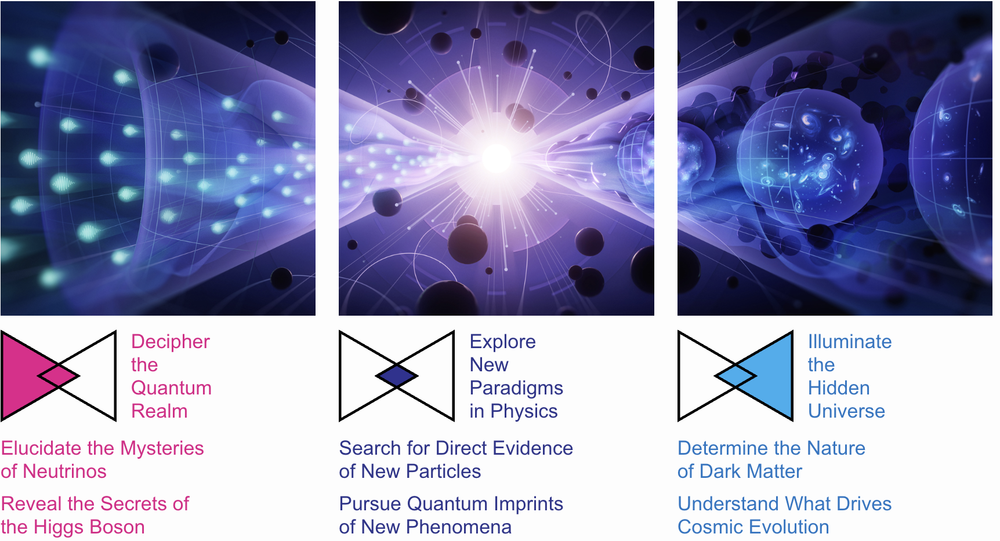 Decipher
the
Quantum
Realm
Elucidate the Mysteries
of Neutrinos
Reveal the Secrets of
the Higgs Boson
Explore
New
Paradigms
in Physics
Search for Direct Evidence
of New Particles
Pursue Quantum Imprints
of New Phenomena
Illuminate
the
Hidden
Universe
Determine the Nature
of Dark Matter
Understand What Drives
Cosmic Evolution